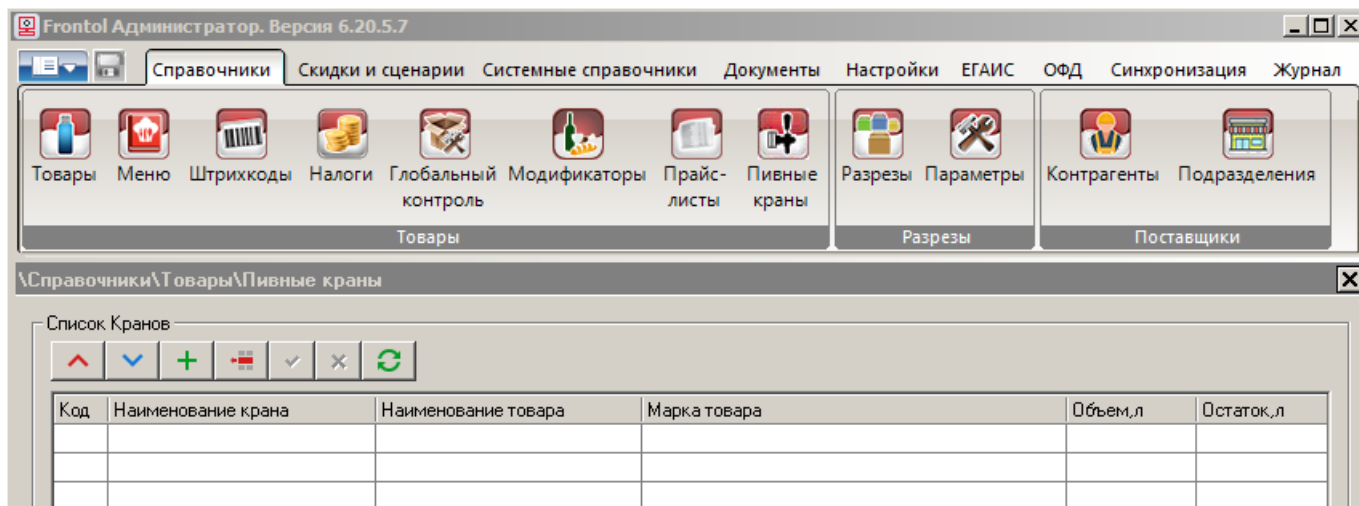 Frontol Администратор. Версия 6.20.5.7
Справочники Скидки и сценарии Системные справочники Документы Настройки ЕГАИС ОФД Синхронизация Журнал
Товары Меню Штрихкоды Налоги Глобальный контроль Модификаторы Прайс-листы Пивные краны Разрезы Параметры Контрагенты Подразделения
Товары Разрезы Поставщики
\Справочники\Товары\Пивные краны
Список Кранов
Код Наименование крана Наименование товара Марка товара Объем,л Остаток,л